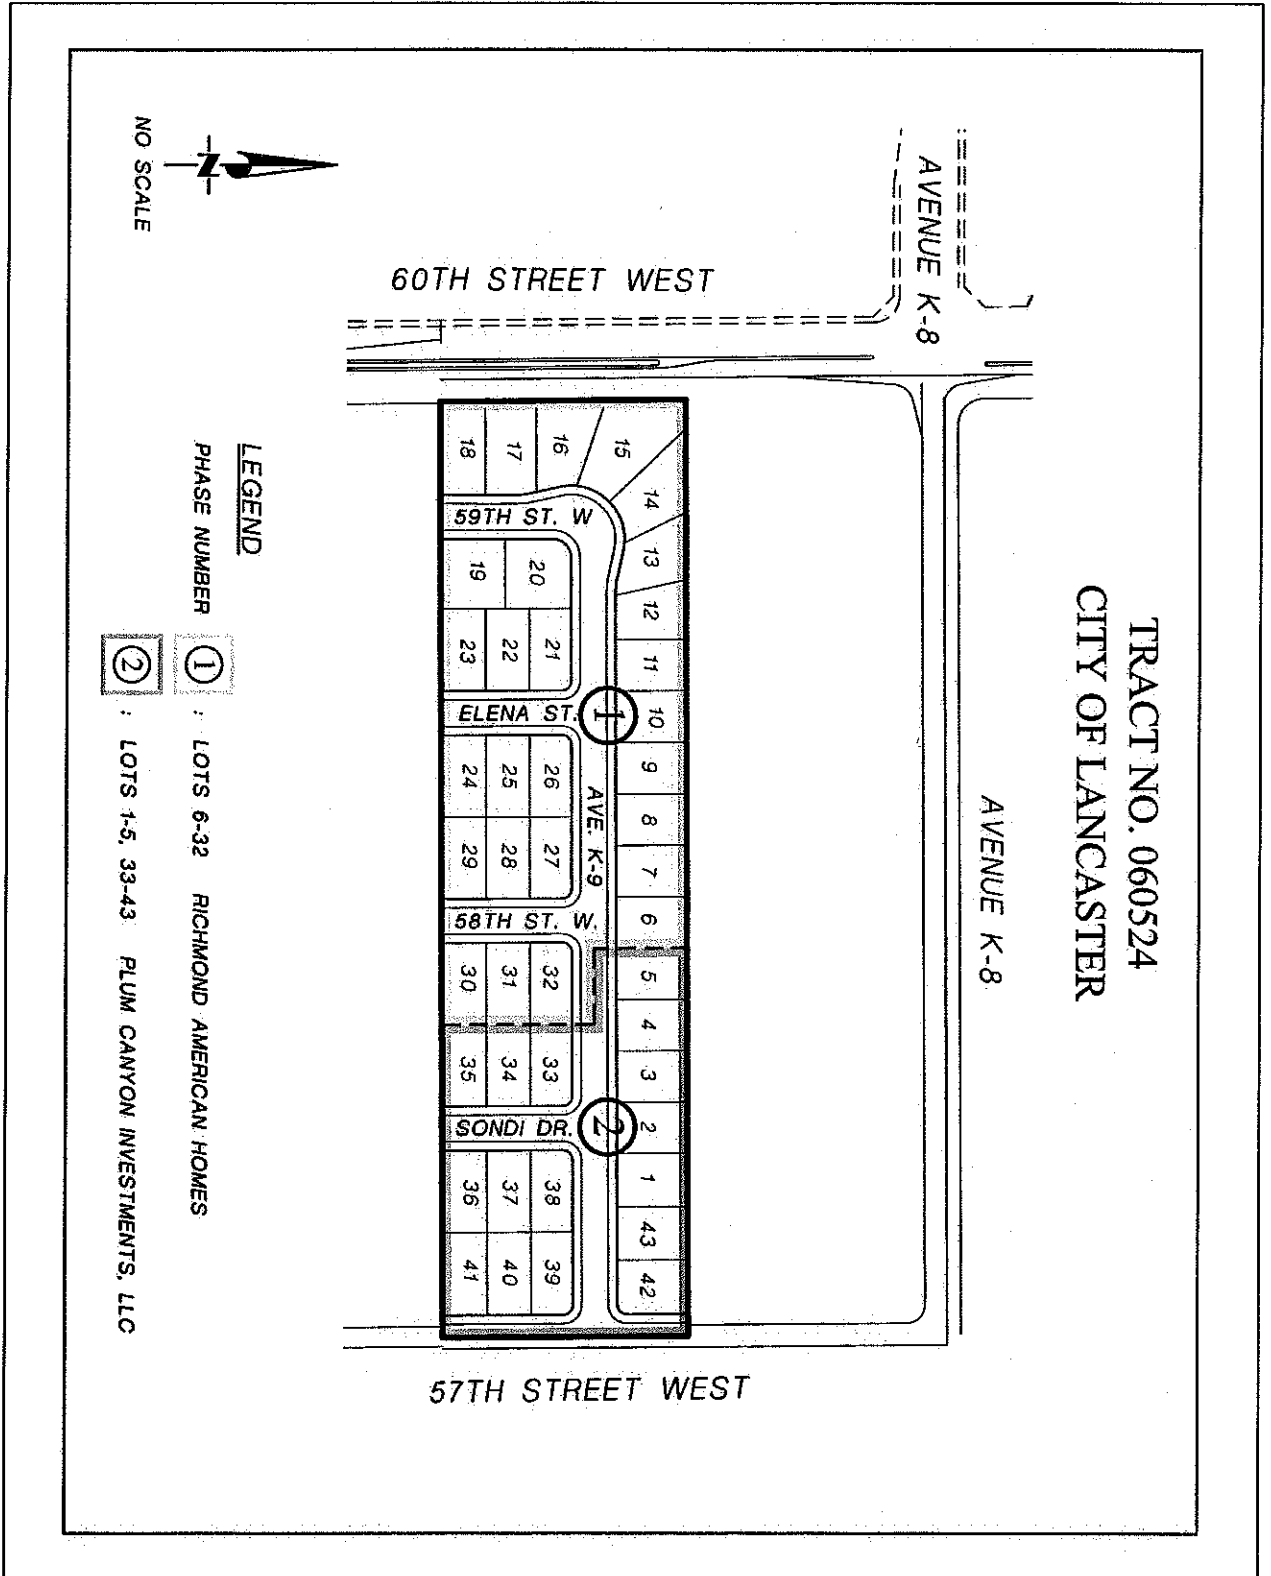 TRACT NO. 060524
CITY OF LANCASTER
AVENUE K-8
AVENUE K-8
60TH STREET WEST
57TH STREET WEST
15
14
13
12
11
10
9
8
7
6
5
4
3
2
1
43
42
16
17
18
59TH ST. W
20
19
21
22
23
ELENA ST.
1
AVE. K-9
26
25
24
27
28
29
58TH ST. W.
32
31
30
33
34
35
SONDI DR.
2
38
37
36
39
40
41
LEGEND
PHASE NUMBER 1 : LOTS 6-32 RICHMOND AMERICAN HOMES
2 : LOTS 1-5, 33-43 PLUM CANYON INVESTMENTS, LLC
N
NO SCALE